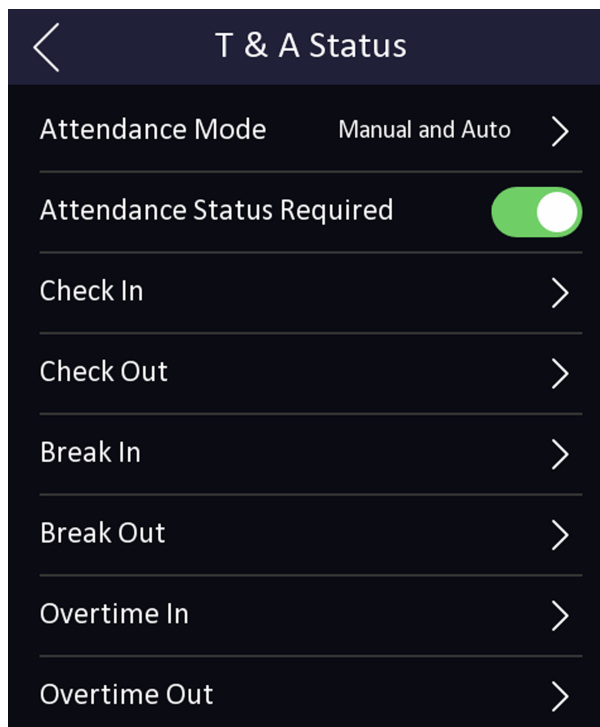 T & A Status
Attendance Mode Manual and Auto
Attendance Status Required
Check In
Check Out
Break In
Break Out
Overtime In
Overtime Out